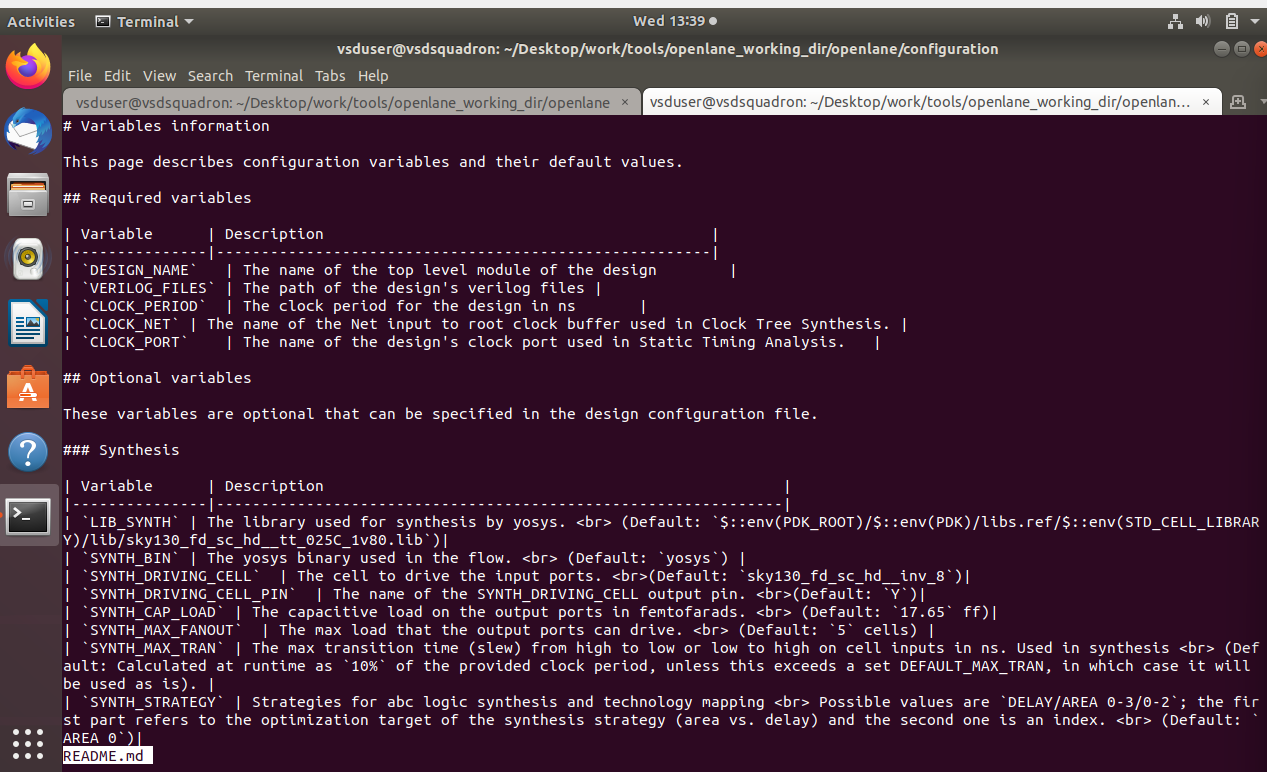 Activities
Terminal
Wed 13:39
vsduser@vsdsquadron: ~/Desktop/work/tools/openlane_working_dir/openlane/configuration
File Edit View Search Terminal Tabs Help
vsduser@vsdsquadron: ~/Desktop/work/tools/openlane_working_dir/openlane ×
vsduser@vsdsquadron: ~/Desktop/work/tools/openlane_working_dir/openlan... ×
# Variables information
This page describes configuration variables and their default values.
## Required variables
| Variable      | Description                                           |
|---------------|-------------------------------------------------------|
| `DESIGN_NAME`   | The name of the top level module of the design        |
| `VERILOG_FILES` | The path of the design's verilog files |
| `CLOCK_PERIOD`  | The clock period for the design in ns       |
| `CLOCK_NET` | The name of the Net input to root clock buffer used in Clock Tree Synthesis. |
| `CLOCK_PORT`    | The name of the design's clock port used in Static Timing Analysis.   |
## Optional variables
These variables are optional that can be specified in the design configuration file.
### Synthesis
| Variable      | Description                                                   |
|---------------|---------------------------------------------------------------|
| `LIB_SYNTH` | The library used for synthesis by yosys. <br> (Default: `$::env(PDK_ROOT)/$::env(PDK)/libs.ref/$::env(STD_CELL_LIBRAR
Y)/lib/sky130_fd_sc_hd__tt_025C_1v80.lib`)|
| `SYNTH_BIN` | The yosys binary used in the flow. <br> (Default: `yosys`) |
| `SYNTH_DRIVING_CELL`  | The cell to drive the input ports. <br>(Default: `sky130_fd_sc_hd__inv_8`)|
| `SYNTH_DRIVING_CELL_PIN`  | The name of the SYNTH_DRIVING_CELL output pin. <br>(Default: `Y`)|
| `SYNTH_CAP_LOAD` | The capacitive load on the output ports in femtofarads. <br> (Default: `17.65` ff)|
| `SYNTH_MAX_FANOUT`  | The max load that the output ports can drive. <br> (Default: `5` cells) |
| `SYNTH_MAX_TRAN` | The max transition time (slew) from high to low or low to high on cell inputs in ns. Used in synthesis <br> (Def
ault: Calculated at runtime as `10%` of the provided clock period, unless this exceeds a set DEFAULT_MAX_TRAN, in which case it will
be used as is). |
| `SYNTH_STRATEGY` | Strategies for abc logic synthesis and technology mapping <br> Possible values are `DELAY/AREA 0-3/0-2`; the fir
st part refers to the optimization target of the synthesis strategy (area vs. delay) and the second one is an index. <br> (Default: `
AREA 0`)|
README.md